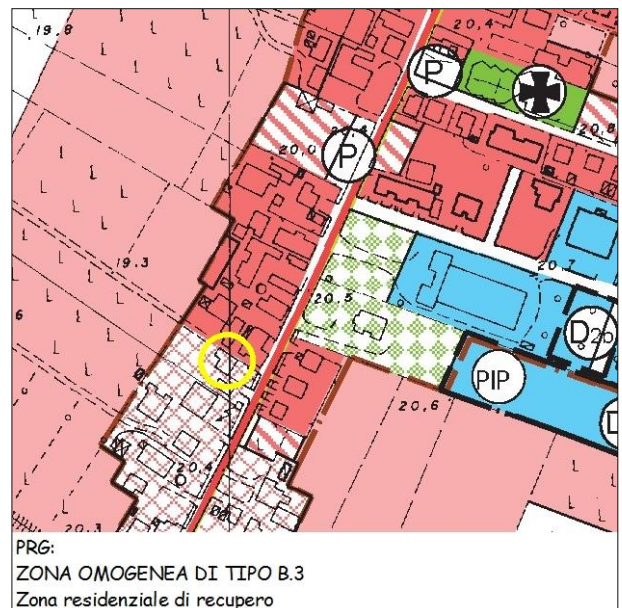 19.8
20.4
P
20.8
20.0
P
19.3
20.7
6
20.5
D2b
PIP
D
20.6
20.4
20.3
PRG:
ZONA OMOGENEA DI TIPO B.3
Zona residenziale di recupero